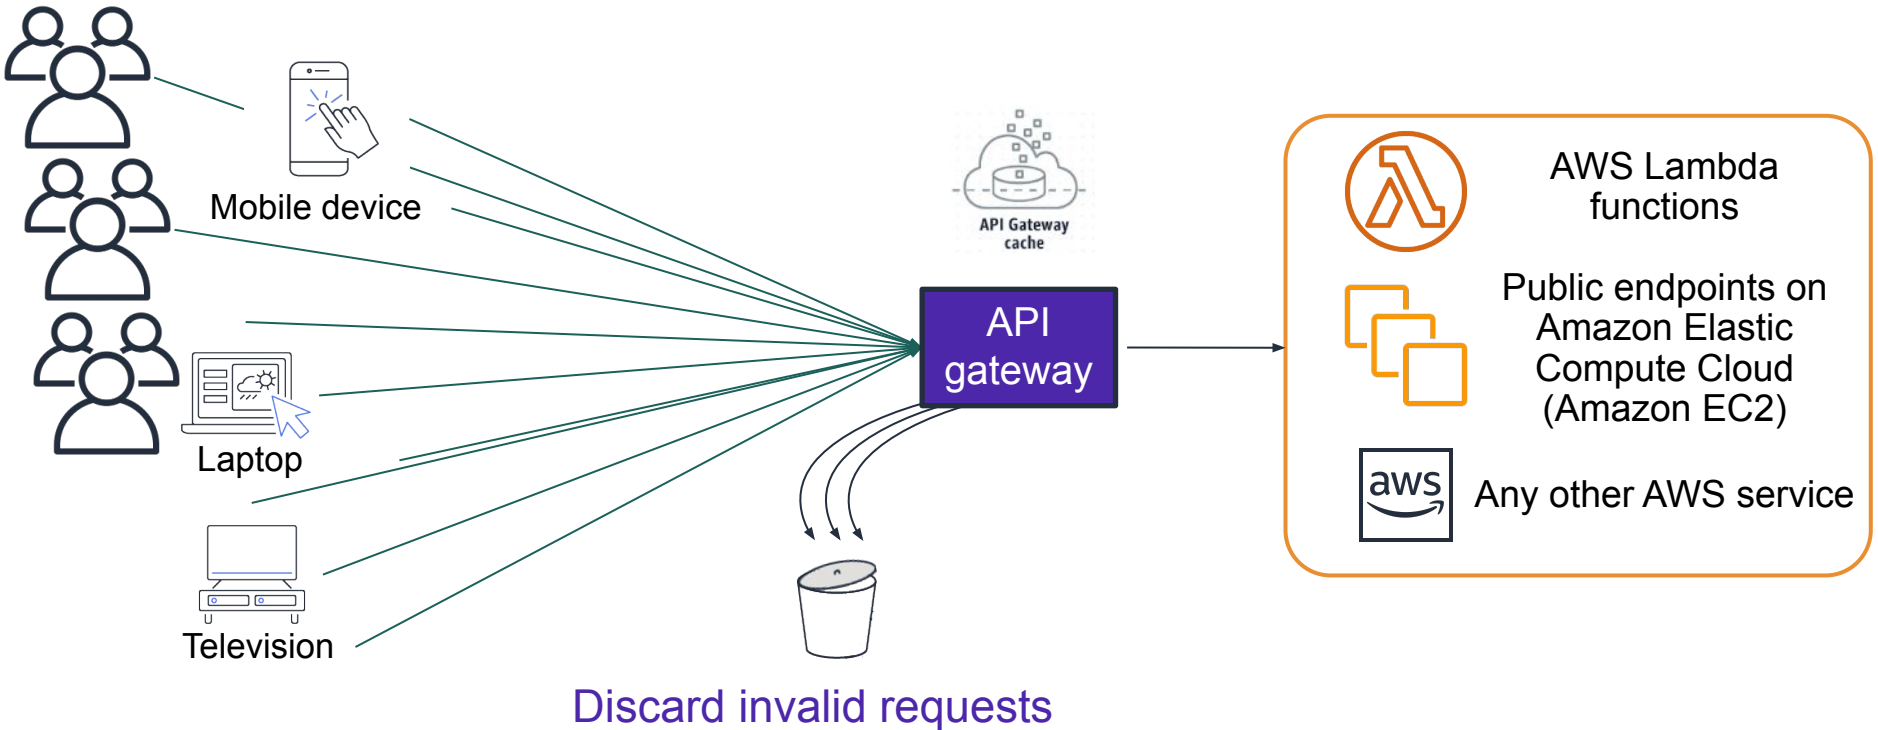 Mobile device
Laptop
Television
API Gateway
cache
API
gateway
Discard invalid requests
AWS Lambda
functions
Public endpoints on
Amazon Elastic
Compute Cloud
(Amazon EC2)
aws
Any other AWS service